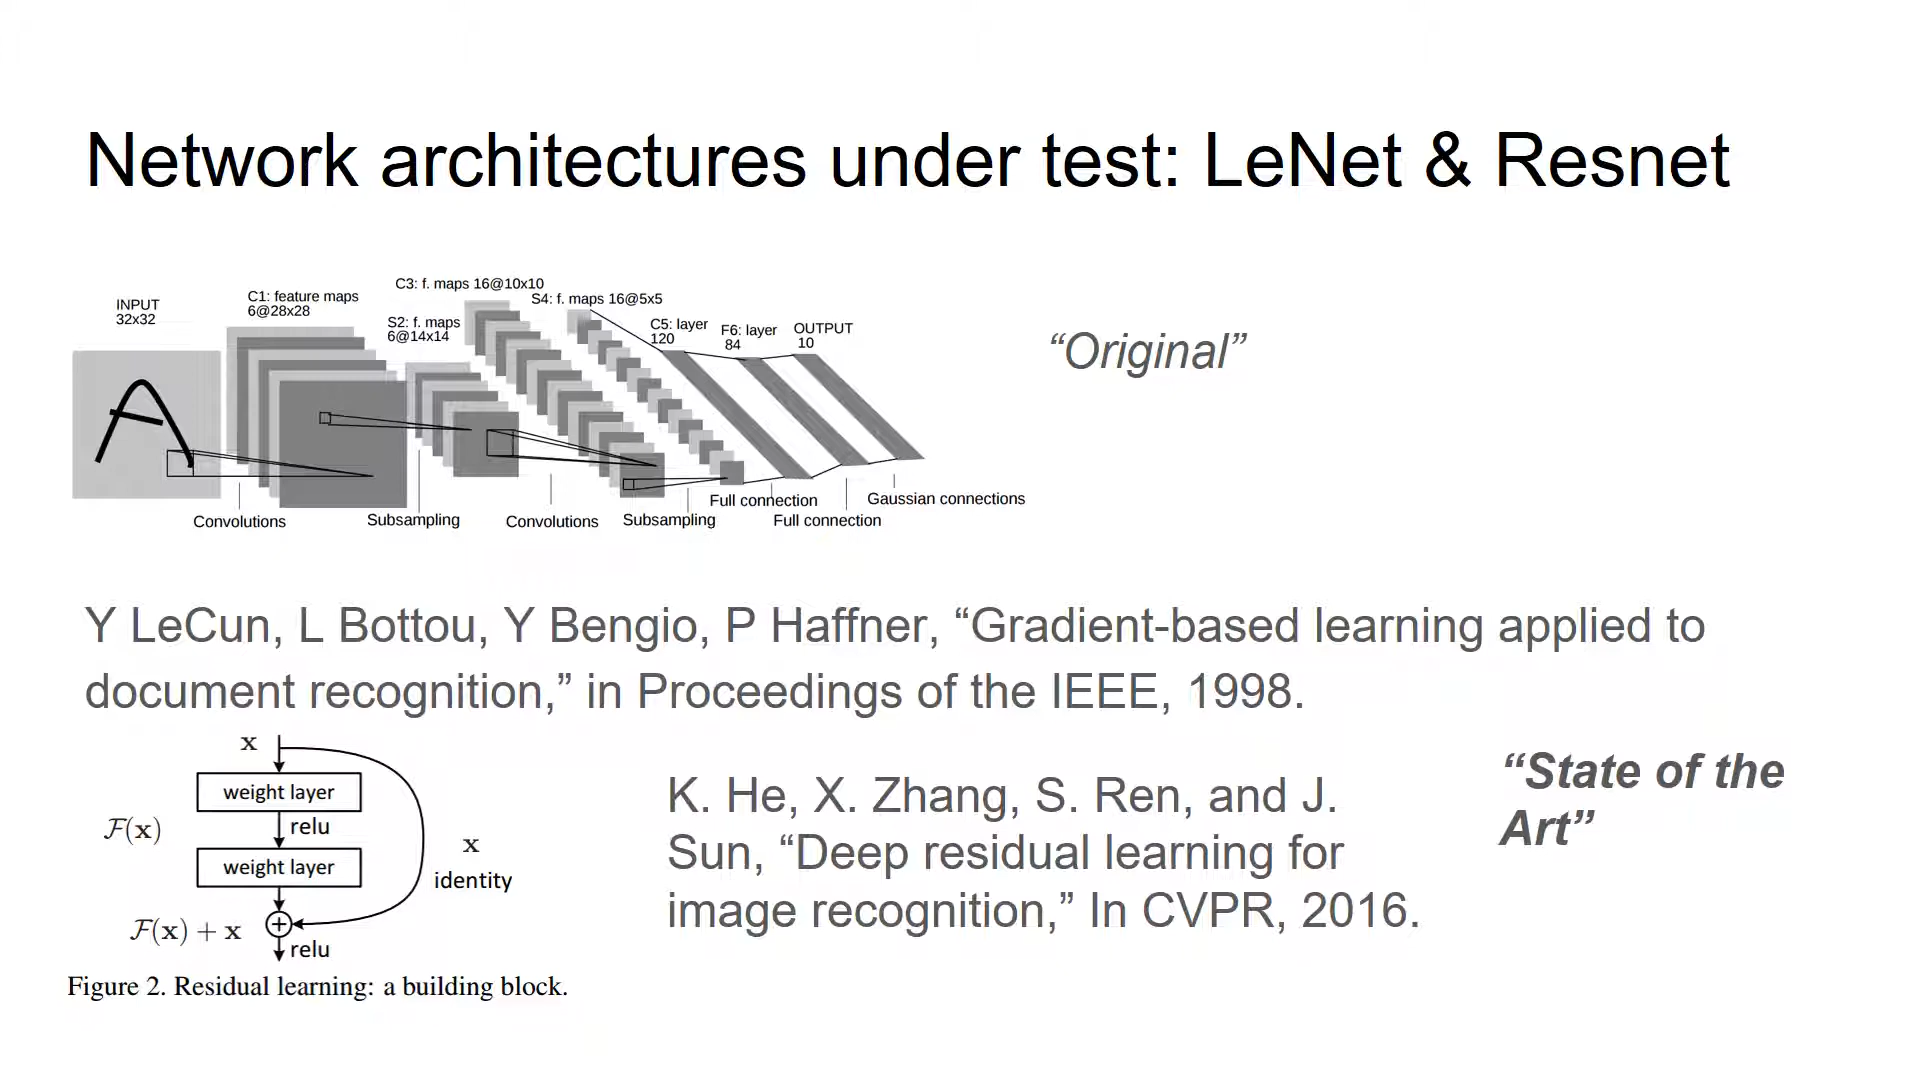 Network architectures under test: LeNet & Resnet
INPUT
32x32
C1: feature maps
6@28x28
C3: f. maps 16@10x10
S2: f. maps
6@14x14
S4: f. maps 16@5x5
C5: layer
120
F6: layer
84
OUTPUT
10
Convolutions
Subsampling
Convolutions
Subsampling
Full connection
Full connection
Gaussian connections
“Original”
Y LeCun, L Bottou, Y Bengio, P Haffner, “Gradient-based learning applied to
document recognition,” in Proceedings of the IEEE, 1998.
x
weight layer
F(x)
relu
weight layer
x
identity
F(x) + x
relu
Figure 2. Residual learning: a building block.
K. He, X. Zhang, S. Ren, and J.
Sun, “Deep residual learning for
image recognition,” In CVPR, 2016.
“State of the
Art”